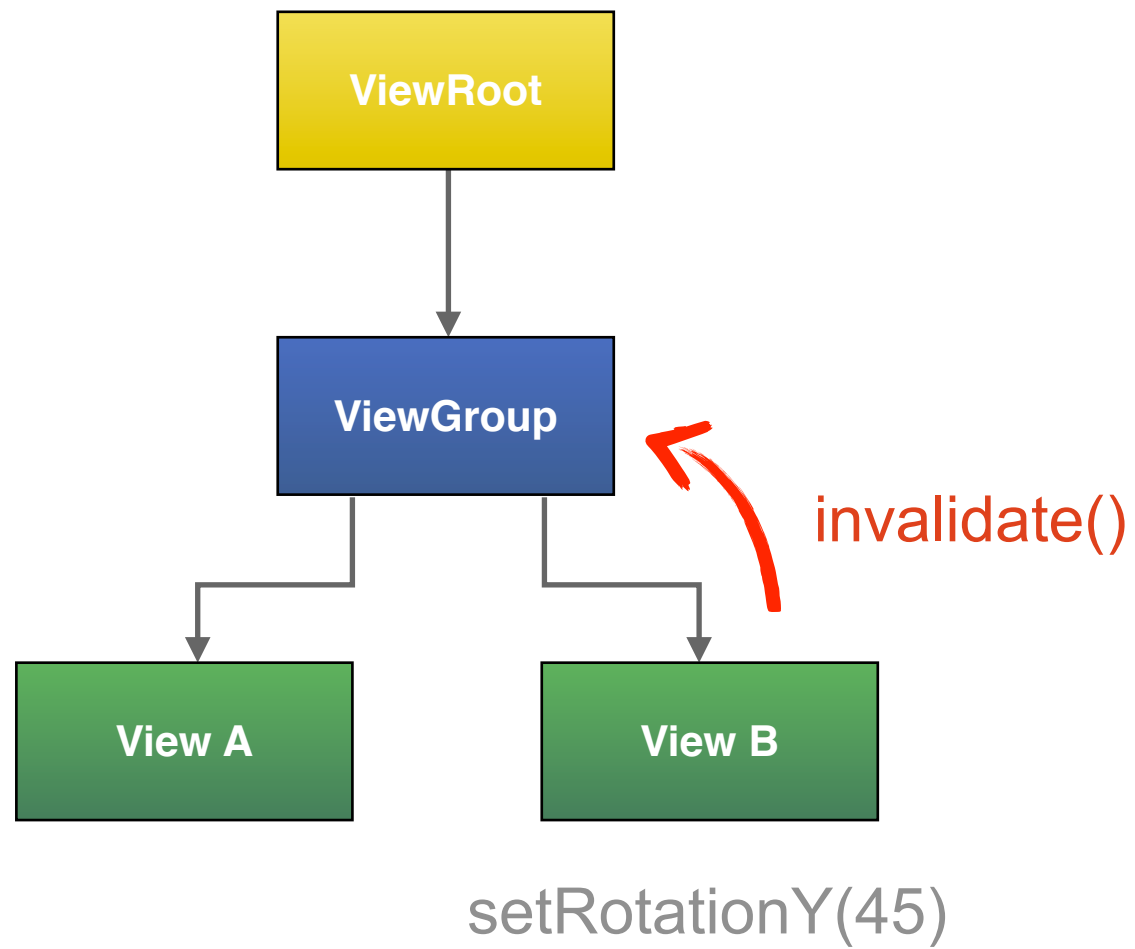 ViewRoot
ViewGroup
invalidate()
View A
View B
setRotationY(45)